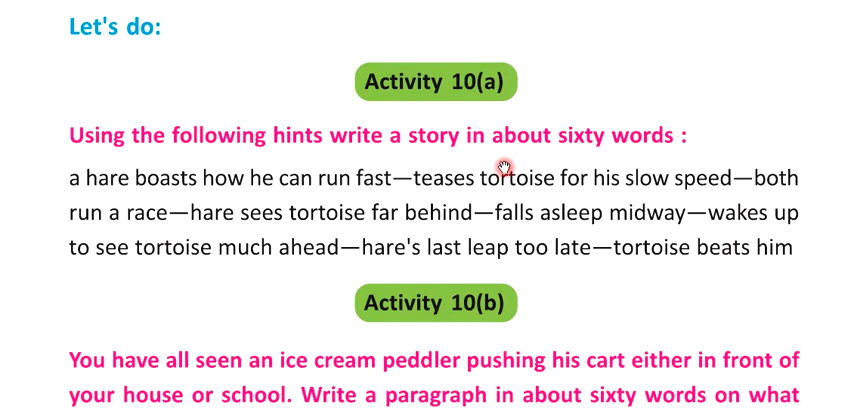 Let's do:
Activity 10(a)
Using the following hints write a story in about sixty words :
a hare boasts how he can run fast—teases tortoise for his slow speed—both
run a race—hare sees tortoise far behind—falls asleep midway—wakes up
to see tortoise much ahead—hare's last leap too late—tortoise beats him
Activity 10(b)
You have all seen an ice cream peddler pushing his cart either in front of
your house or school. Write a paragraph in about sixty words on what